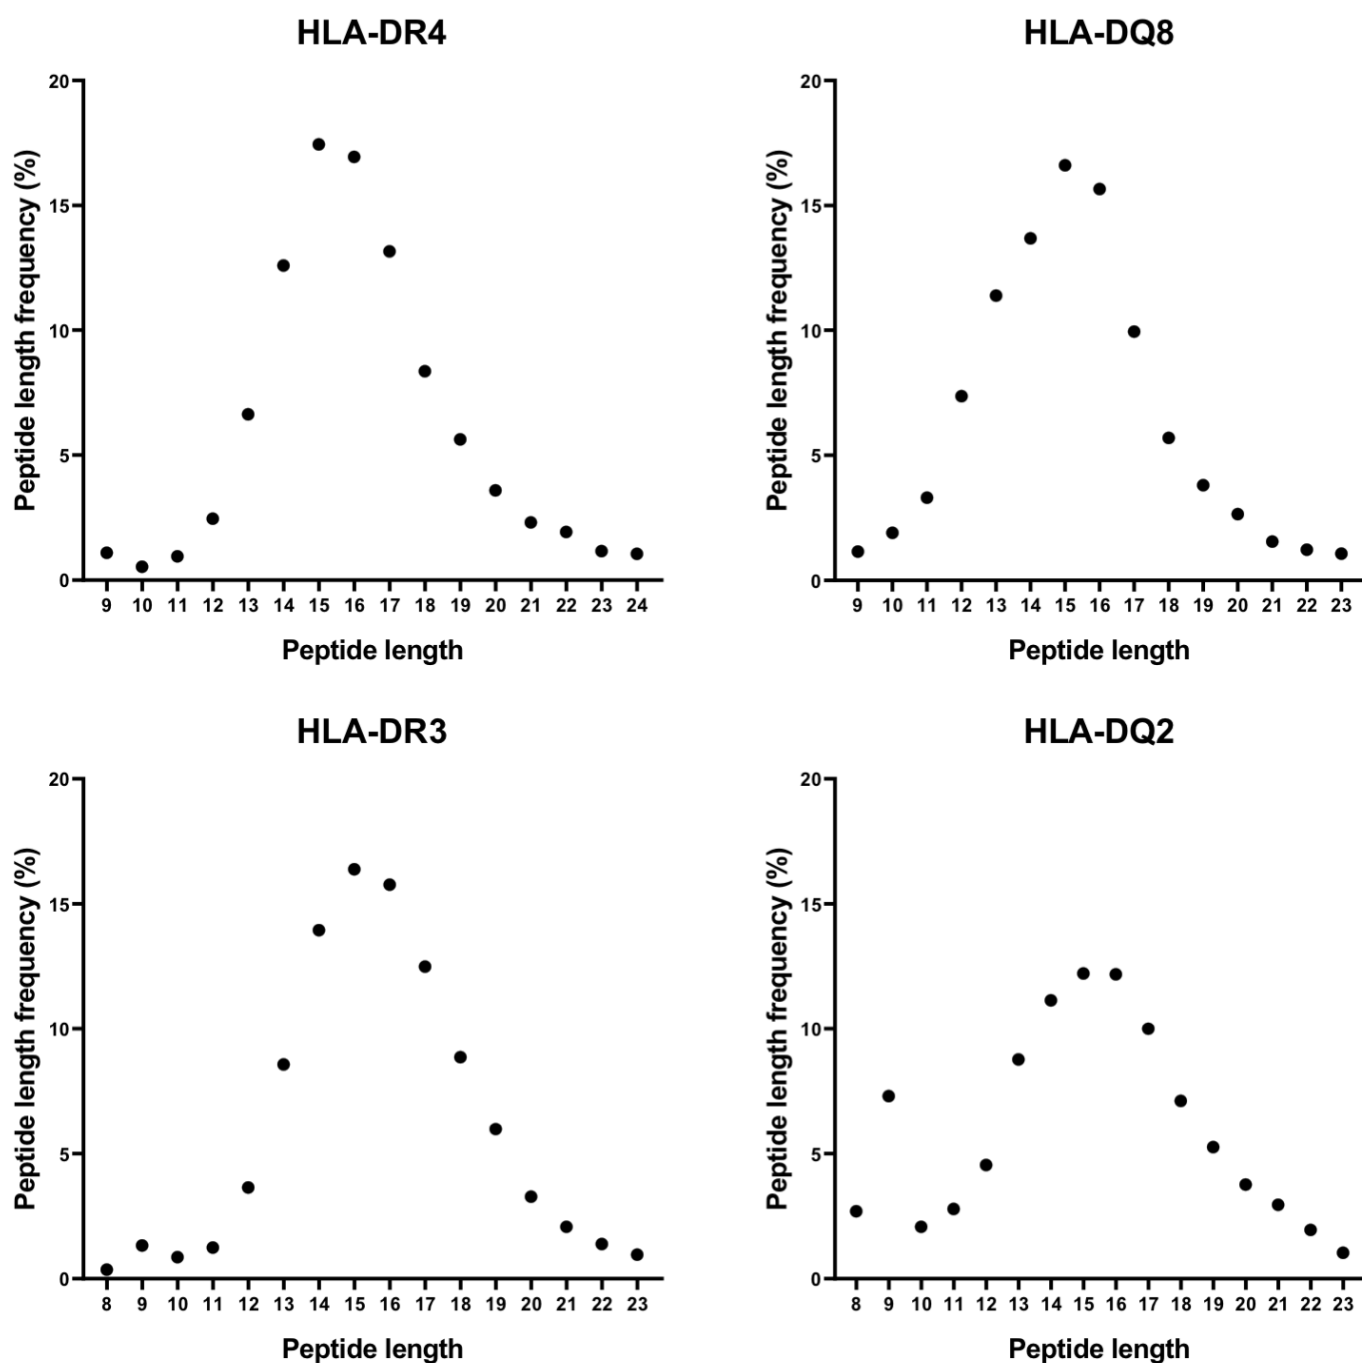 HLA-DR4
20
15
10
5
0
Peptide length frequency (%)
9 10 11 12 13 14 15 16 17 18 19 20 21 22 23 24
Peptide length
HLA-DQ8
20
15
10
5
0
Peptide length frequency (%)
9 10 11 12 13 14 15 16 17 18 19 20 21 22 23
Peptide length
HLA-DR3
20
15
10
5
0
Peptide length frequency (%)
8 9 10 11 12 13 14 15 16 17 18 19 20 21 22 23
Peptide length
HLA-DQ2
20
15
10
5
0
Peptide length frequency (%)
8 9 10 11 12 13 14 15 16 17 18 19 20 21 22 23
Peptide length